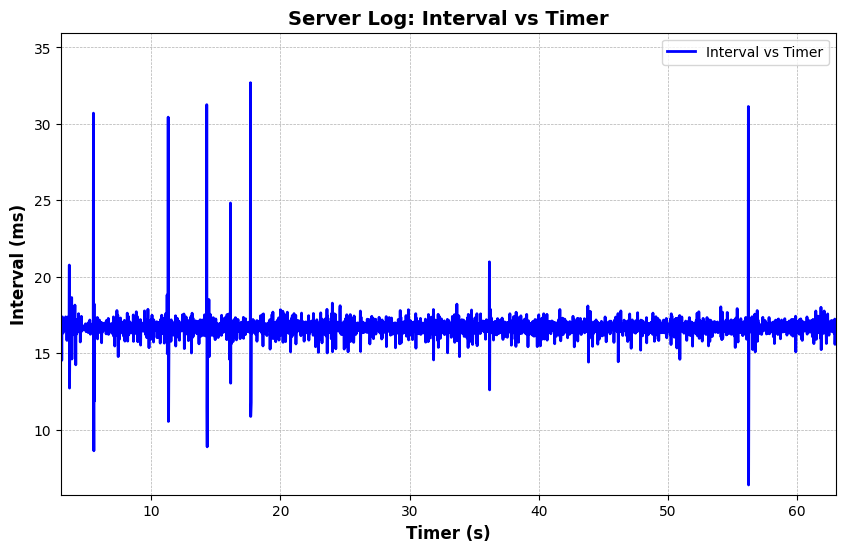 Server Log: Interval vs Timer
Interval vs Timer
35
30
25
20
15
10
Interval (ms)
10 20 30 40 50 60
Timer (s)